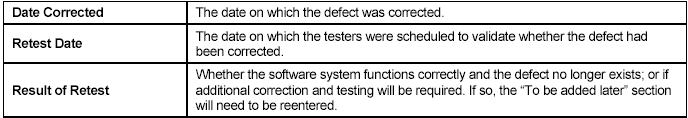 Date Corrected
The date on which the defect was corrected.
Retest Date
The date on which the testers were scheduled to validate whether the defect had
been corrected.
Result of Retest
Whether the software system functions correctly and the defect no longer exists; or if
additional correction and testing will be required. If so, the "To be added later" section
will need to be reentered.